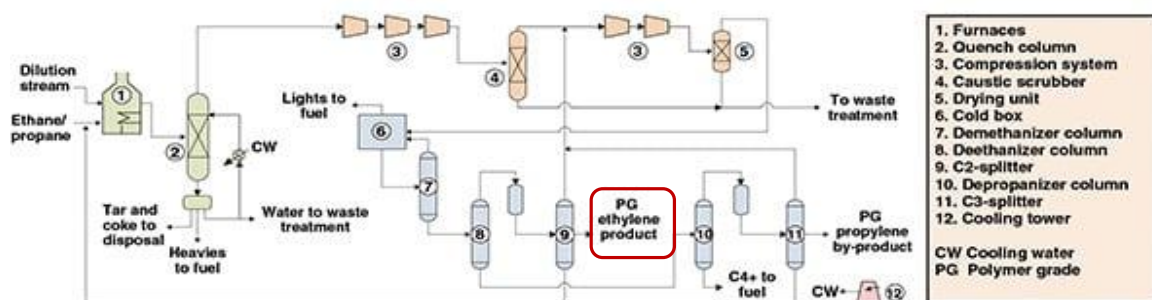 Dilution
stream
Ethane/
propane
1
2
CW
Tar and
coke to
disposal
Heavies
to fuel
Water to waste
treatment
3
4
3
5
To waste
treatment
Lights to
fuel
6
7
8
9
PG
ethylene
product
10
C4+ to
fuel
11
PG
propylene
by-product
CW
12
1. Furnaces
2. Quench column
3. Compression system
4. Caustic scrubber
5. Drying unit
6. Cold box
7. Demethanizer column
8. Deethanizer column
9. C2-splitter
10. Depropanizer column
11. C3-splitter
12. Cooling tower
CW Cooling water
PG Polymer grade